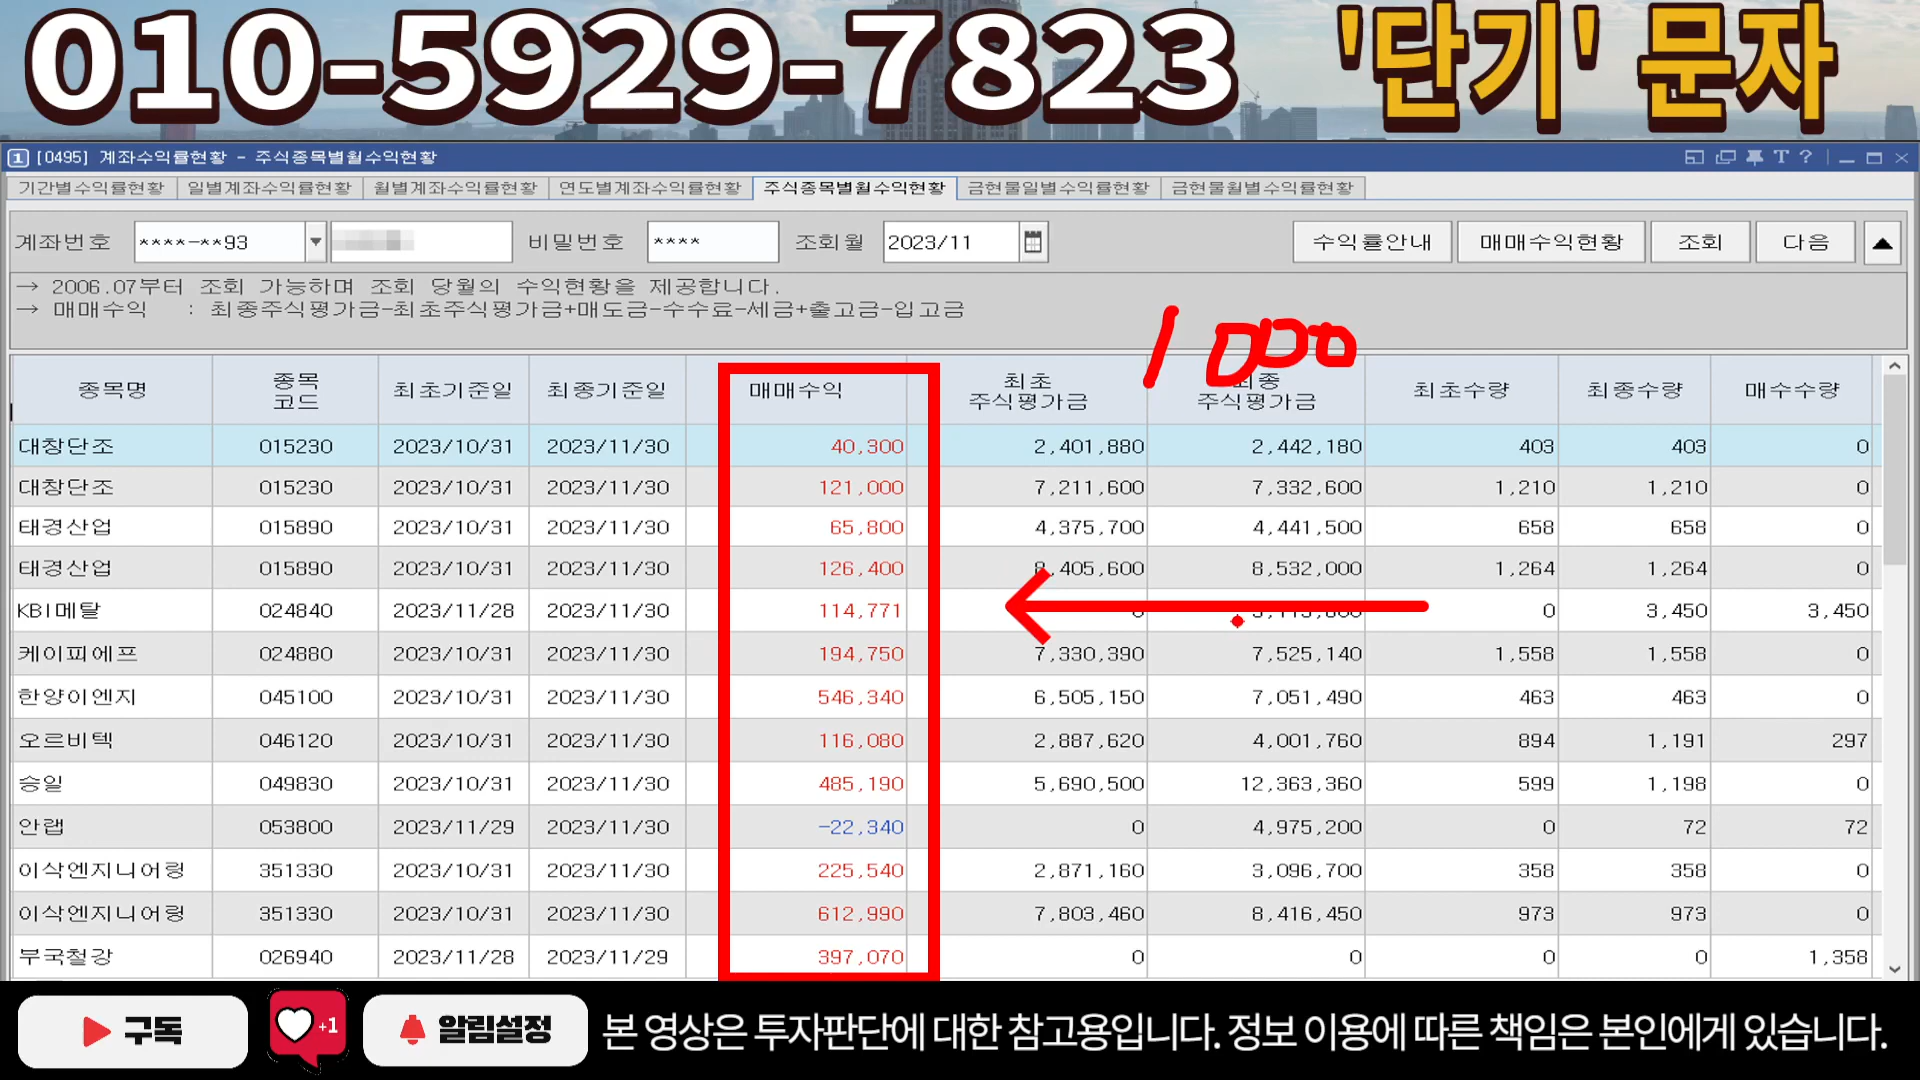 010-5929-7823 '단기' 문자
1 [0495] 계좌수익률현황 - 주식종목별월수익현황
기간별수익률현황 일별계좌수익률현황 월별계좌수익률현황 연도별계좌수익률현황 주식종목별월수익현황 금현물일별수익률현황 금현물월별수익률현황
계좌번호 ****-**93 비밀번호 **** 조회월 2023/11 수익률안내 매매수익현황 조회 다음
→ 2006.07부터 조회 가능하며 조회 당월의 수익현황을 제공합니다.
→ 매매수익 : 최종주식평가금-최초주식평가금+매도금-수수료-세금+출고금-입고금
1000
종목명 종목코드 최초기준일 최종기준일 매매수익 최초주식평가금 최종주식평가금 최초수량 최종수량 매수수량
대창단조 015230 2023/10/31 2023/11/30 40,300 2,401,880 2,442,180 403 403 0
대창단조 015230 2023/10/31 2023/11/30 121,000 7,211,600 7,332,600 1,210 1,210 0
태경산업 015890 2023/10/31 2023/11/30 65,800 4,375,700 4,441,500 658 658 0
태경산업 015890 2023/10/31 2023/11/30 126,400 8,405,600 8,532,000 1,264 1,264 0
KBI메탈 024840 2023/11/28 2023/11/30 114,771 0 0 3,450 3,450
케이피에프 024880 2023/10/31 2023/11/30 194,750 7,330,390 7,525,140 1,558 1,558 0
한양이엔지 045100 2023/10/31 2023/11/30 546,340 6,505,150 7,051,490 463 463 0
오르비텍 046120 2023/10/31 2023/11/30 116,080 2,887,620 4,001,760 894 1,191 297
승일 049830 2023/10/31 2023/11/30 485,190 5,690,500 12,363,360 599 1,198 0
안랩 053800 2023/11/29 2023/11/30 -22,340 0 4,975,200 0 72 72
이삭엔지니어링 351330 2023/10/31 2023/11/30 225,540 2,871,160 3,096,700 358 358 0
이삭엔지니어링 351330 2023/10/31 2023/11/30 612,990 7,803,460 8,416,450 973 973 0
부국철강 026940 2023/11/28 2023/11/29 397,070 0 0 0 0 1,358
구독 +1 알림설정 본 영상은 투자판단에 대한 참고용입니다. 정보 이용에 따른 책임은 본인에게 있습니다.